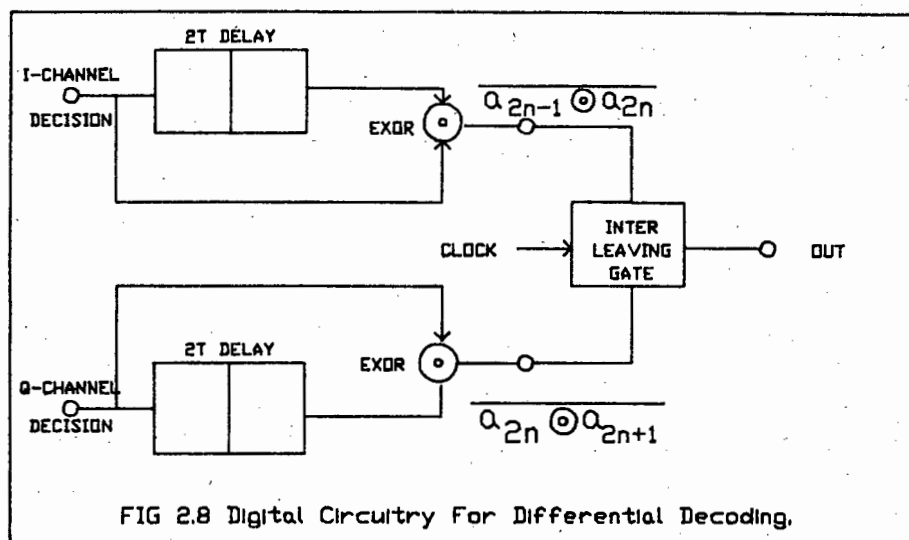 2T DELAY
I-CHANNEL
DECISION
EXOR
a2n-1 ⊙ a2n
INTER
LEAVING
GATE
CLOCK
OUT
2T DELAY
EXOR
Q-CHANNEL
DECISION
a2n ⊙ a2n+1
FIG 2.8 Digital Circuitry For Differential Decoding.